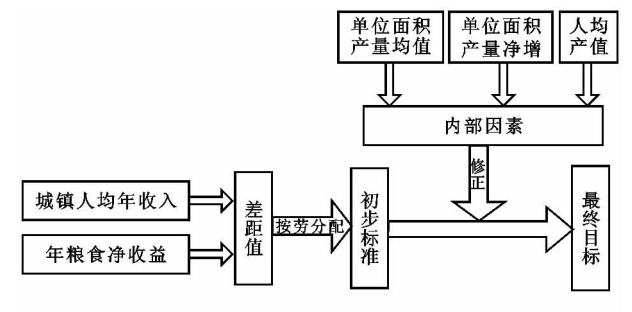 单位面积
产量均值
单位面积
产量净增
人均
产值
内部因素
修正
城镇人均年收入
年粮食净收益
差距值
按劳分配
初步标准
最终目标